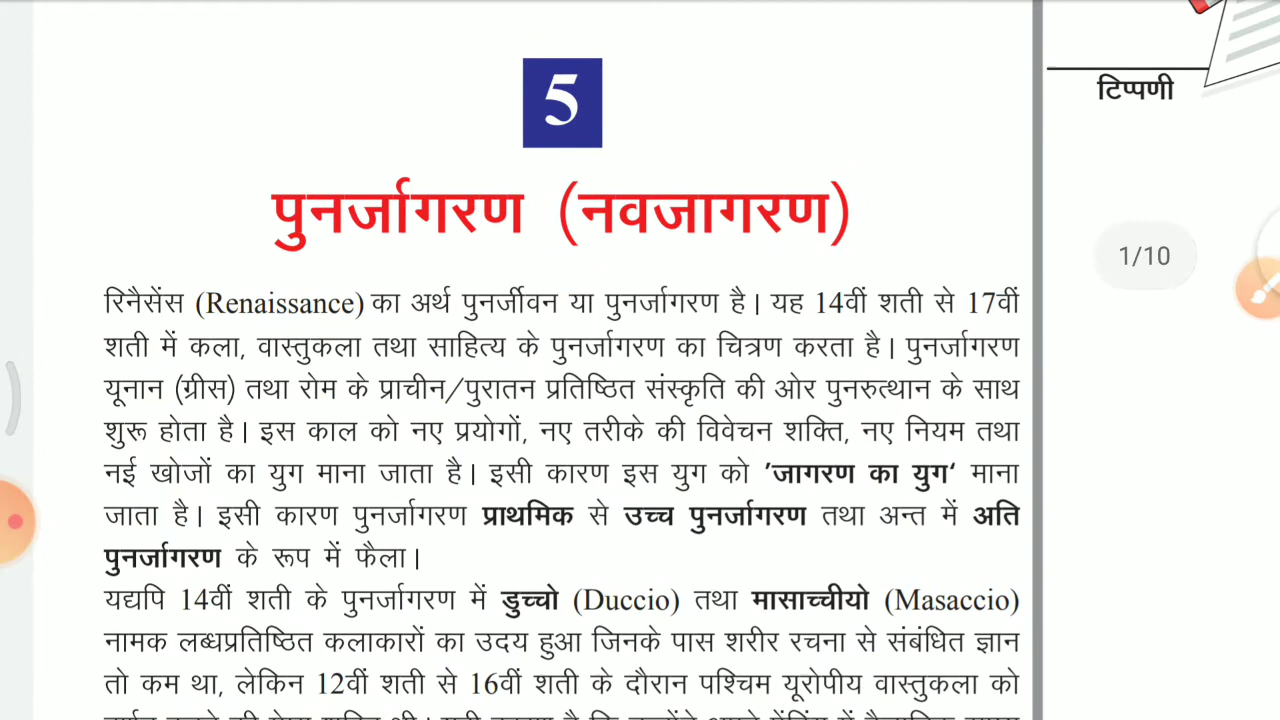 5
टिप्पणी
पुनर्जागरण (नवजागरण)
1/10
रिनैसेंस (Renaissance) का अर्थ पुनर्जीवन या पुनर्जागरण है। यह 14वीं शती से 17वीं
शती में कला, वास्तुकला तथा साहित्य के पुनर्जागरण का चित्रण करता है। पुनर्जागरण
यूनान (ग्रीस) तथा रोम के प्राचीन/पुरातन प्रतिष्ठित संस्कृति की ओर पुनरुत्थान के साथ
शुरू होता है। इस काल को नए प्रयोगों, नए तरीके की विवेचन शक्ति, नए नियम तथा
नई खोजों का युग माना जाता है। इसी कारण इस युग को ’जागरण का युग‘ माना
जाता है। इसी कारण पुनर्जागरण प्राथमिक से उच्च पुनर्जागरण तथा अन्त में अति
पुनर्जागरण के रूप में फैला।
यद्यपि 14वीं शती के पुनर्जागरण में डुच्चो (Duccio) तथा मासाच्चीयो (Masaccio)
नामक लब्धप्रतिष्ठित कलाकारों का उदय हुआ जिनके पास शरीर रचना से संबंधित ज्ञान
तो कम था, लेकिन 12वीं शती से 16वीं शती के दौरान पश्चिम यूरोपीय वास्तुकला को